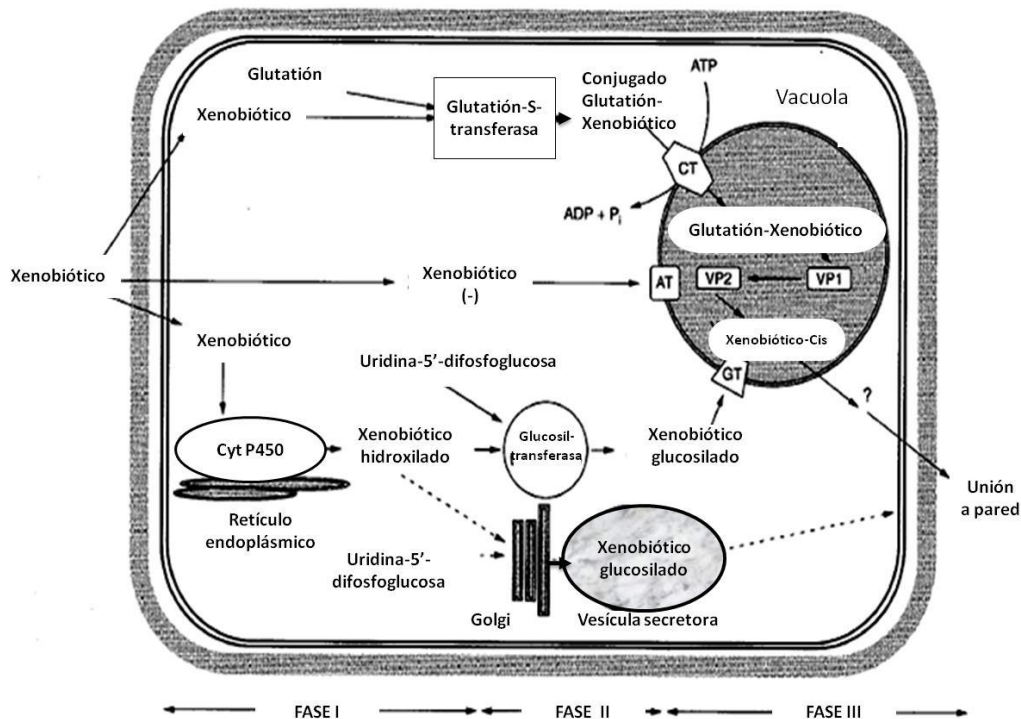 Glutatión
Xenobiótico
Glutatión-S-
transferasa
Conjugado
Glutatión-
Xenobiótico
ATP
Vacuola
CT
ADP + Pi
Glutatión-Xenobiótico
Xenobiótico
Xenobiótico
(-)
AT
VP2
VP1
Xenobiótico-Cis
GT
?
Xenobiótico
Uridina-5'-difosfoglucosa
Cyt P450
Xenobiótico
hidroxilado
Glucosil-
transferasa
Xenobiótico
glucosilado
Unión
a pared
Retículo
endoplásmico
Uridina-5'-
difosfoglucosa
Xenobiótico
glucosilado
Golgi
Vesícula secretora
FASE I
FASE II
FASE III